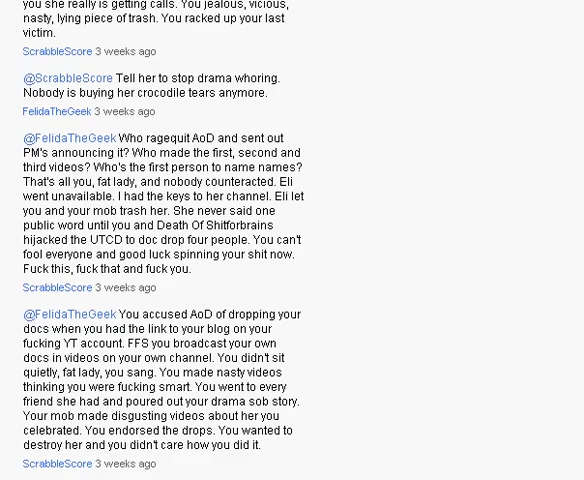 you she really is getting calls. You jealous, vicious,
nasty, lying piece of trash. You racked up your last
victim.
ScrabbleScore 3 weeks ago
@ScrabbleScore Tell her to stop drama whoring.
Nobody is buying her crocodile tears anymore.
FelidaTheGeek 3 weeks ago
@FelidaTheGeek Who ragequit AoD and sent out
PM's announcing it? Who made the first, second and
third videos? Who's the first person to name names?
That's all you, fat lady, and nobody counteracted. Eli
went unavailable. I had the keys to her channel. Eli let
you and your mob trash her. She never said one
public word until you and Death Of Shitforbrains
hijacked the UTCD to doc drop four people. You can't
fool everyone and good luck spinning your shit now.
Fuck this, fuck that and fuck you.
ScrabbleScore 3 weeks ago
@FelidaTheGeek You accused AoD of dropping your
docs when you had the link to your blog on your
fucking YT account. FFS you broadcast your own
docs in videos on your own channel. You didn't sit
quietly, fat lady, you sang. You made nasty videos
thinking you were fucking smart. You went to every
friend she had and poured out your drama sob story.
Your mob made disgusting videos about her you
celebrated. You endorsed the drops. You wanted to
destroy her and you didn't care how you did it.
ScrabbleScore 3 weeks ago